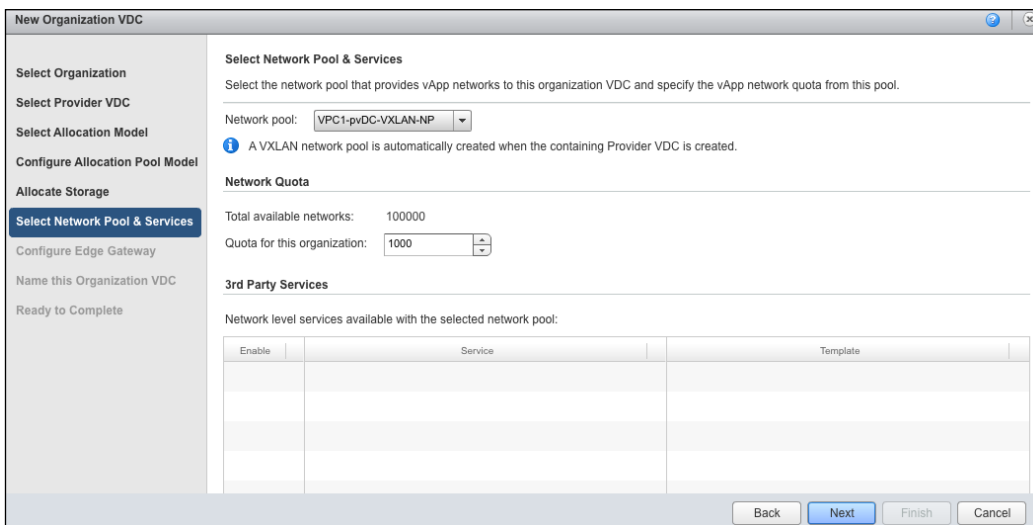 New Organization VDC
Select Organization
Select Provider VDC
Select Allocation Model
Configure Allocation Pool Model
Allocate Storage
Select Network Pool & Services
Configure Edge Gateway
Name this Organization VDC
Ready to Complete
Select Network Pool & Services
Select the network pool that provides vApp networks to this organization VDC and specify the vApp network quota from this pool.
Network pool: VPC1-pvDC-VXLAN-NP
A VXLAN network pool is automatically created when the containing Provider VDC is created.
Network Quota
Total available networks: 100000
Quota for this organization: 1000
3rd Party Services
Network level services available with the selected network pool:
Enable Service Template
Back Next Finish Cancel